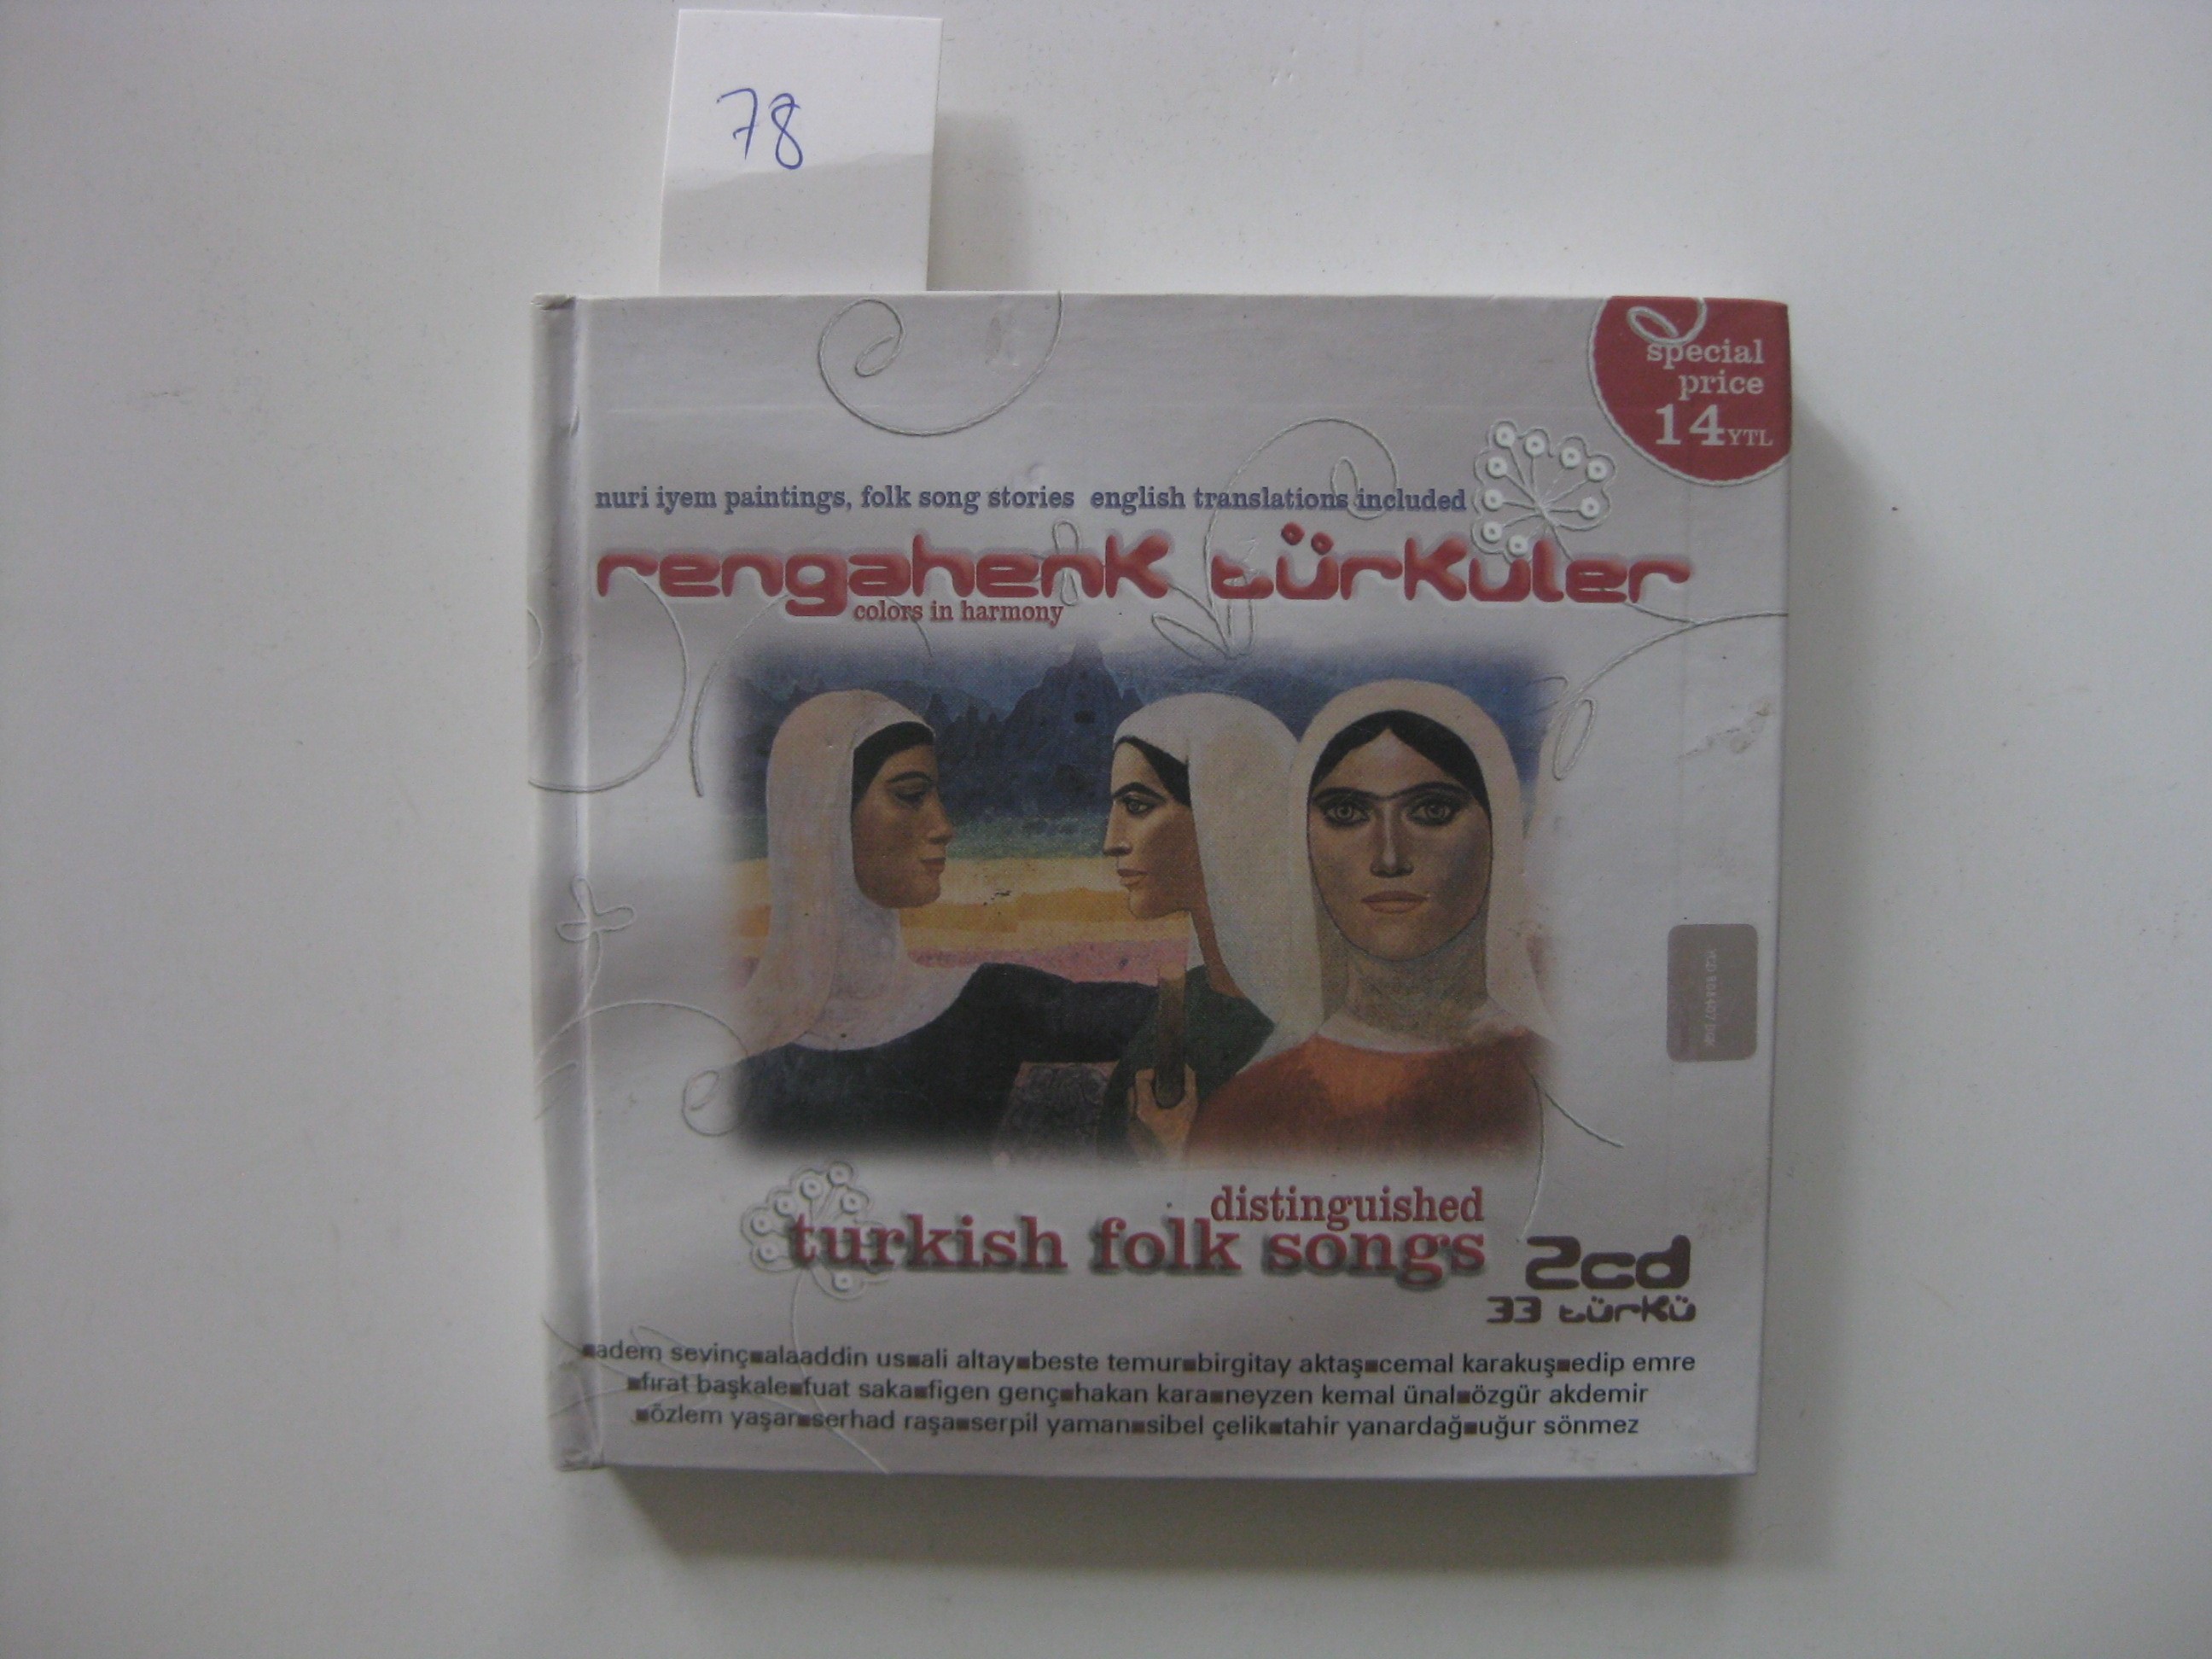 78
special
price
14 YTL
nuri iyem paintings, folk song stories english translations included
rengahenk türküler
colors in harmony
distinguished
turkish folk songs
2cd
33 türkü
■adem sevinç■alaaddin us■ali altay■beste temur■birgitay aktaş■cemal karakuş■edip emre
■fırat başkale■fuat saka■figen genç■hakan kara■neyzen kemal ünal■özgür akdemir
■özlem yaşar■serhad raşa■serpil yaman■sibel çelik■tahir yanardağ■uğur sönmez